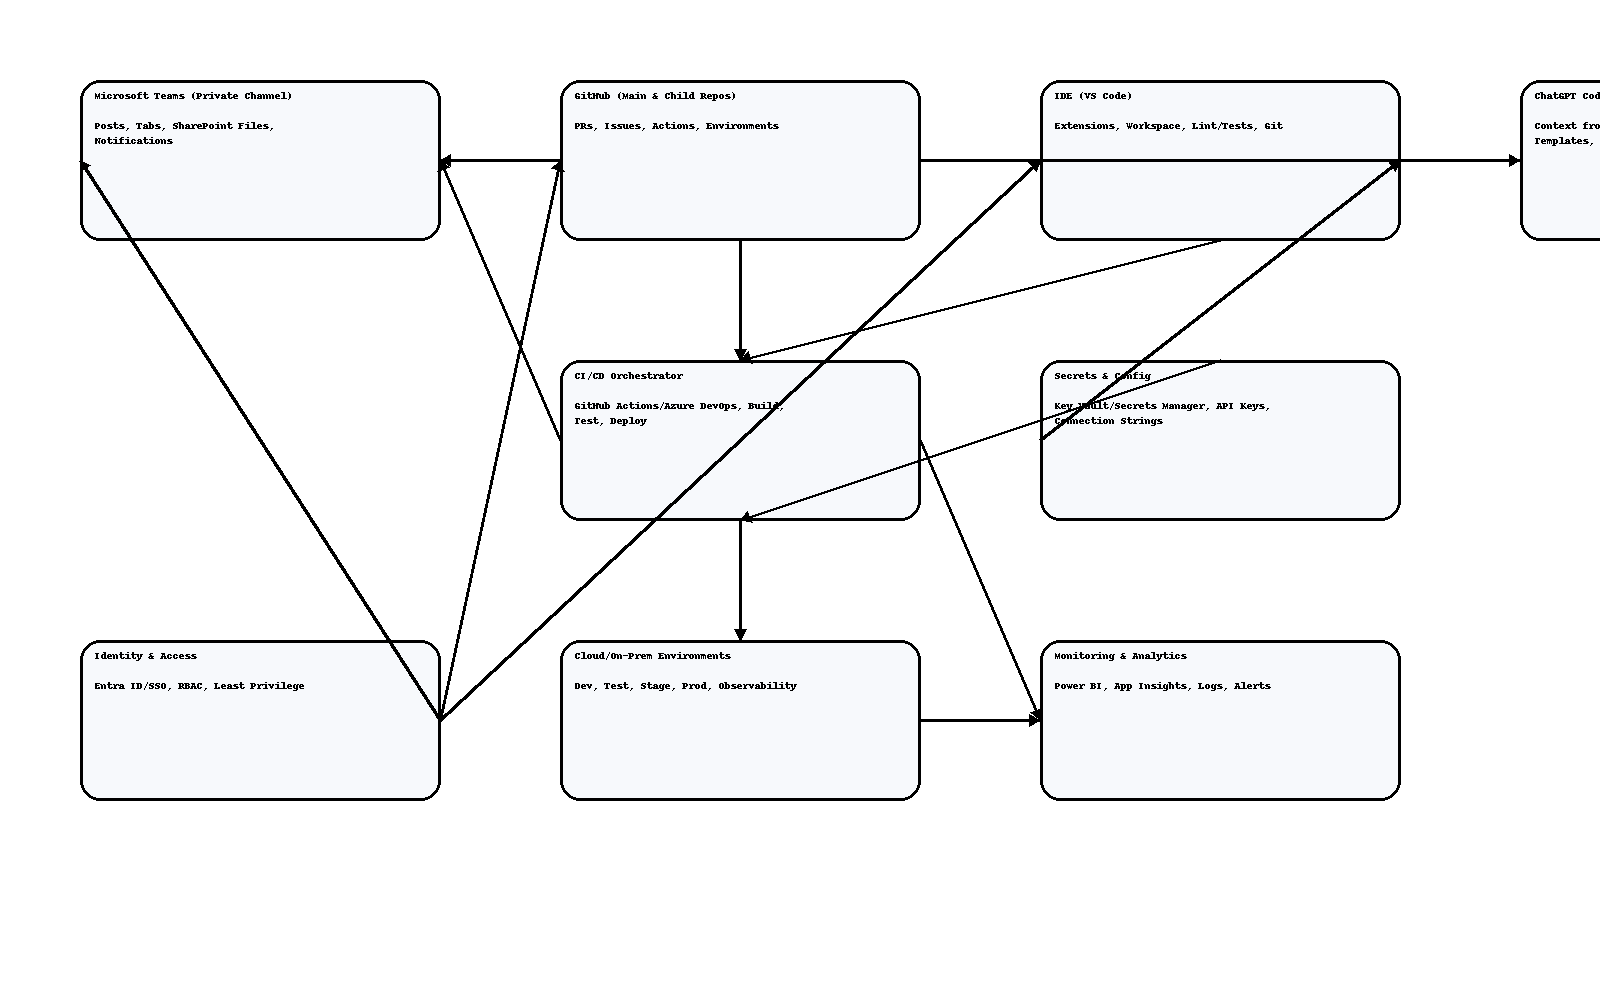 Microsoft Teams (Private Channel)
Posts, Tabs, SharePoint Files,
Notifications
GitHub (Main & Child Repos)
PRs, Issues, Actions, Environments
IDE (VS Code)
Extensions, Workspace, Lint/Tests, Git
ChatGPT Cod
Context fro
Templates,
CI/CD Orchestrator
GitHub Actions/Azure DevOps, Build,
Test, Deploy
Secrets & Config
Key Vault/Secrets Manager, API Keys,
Connection Strings
Identity & Access
Entra ID/SSO, RBAC, Least Privilege
Cloud/On-Prem Environments
Dev, Test, Stage, Prod, Observability
Monitoring & Analytics
Power BI, App Insights, Logs, Alerts